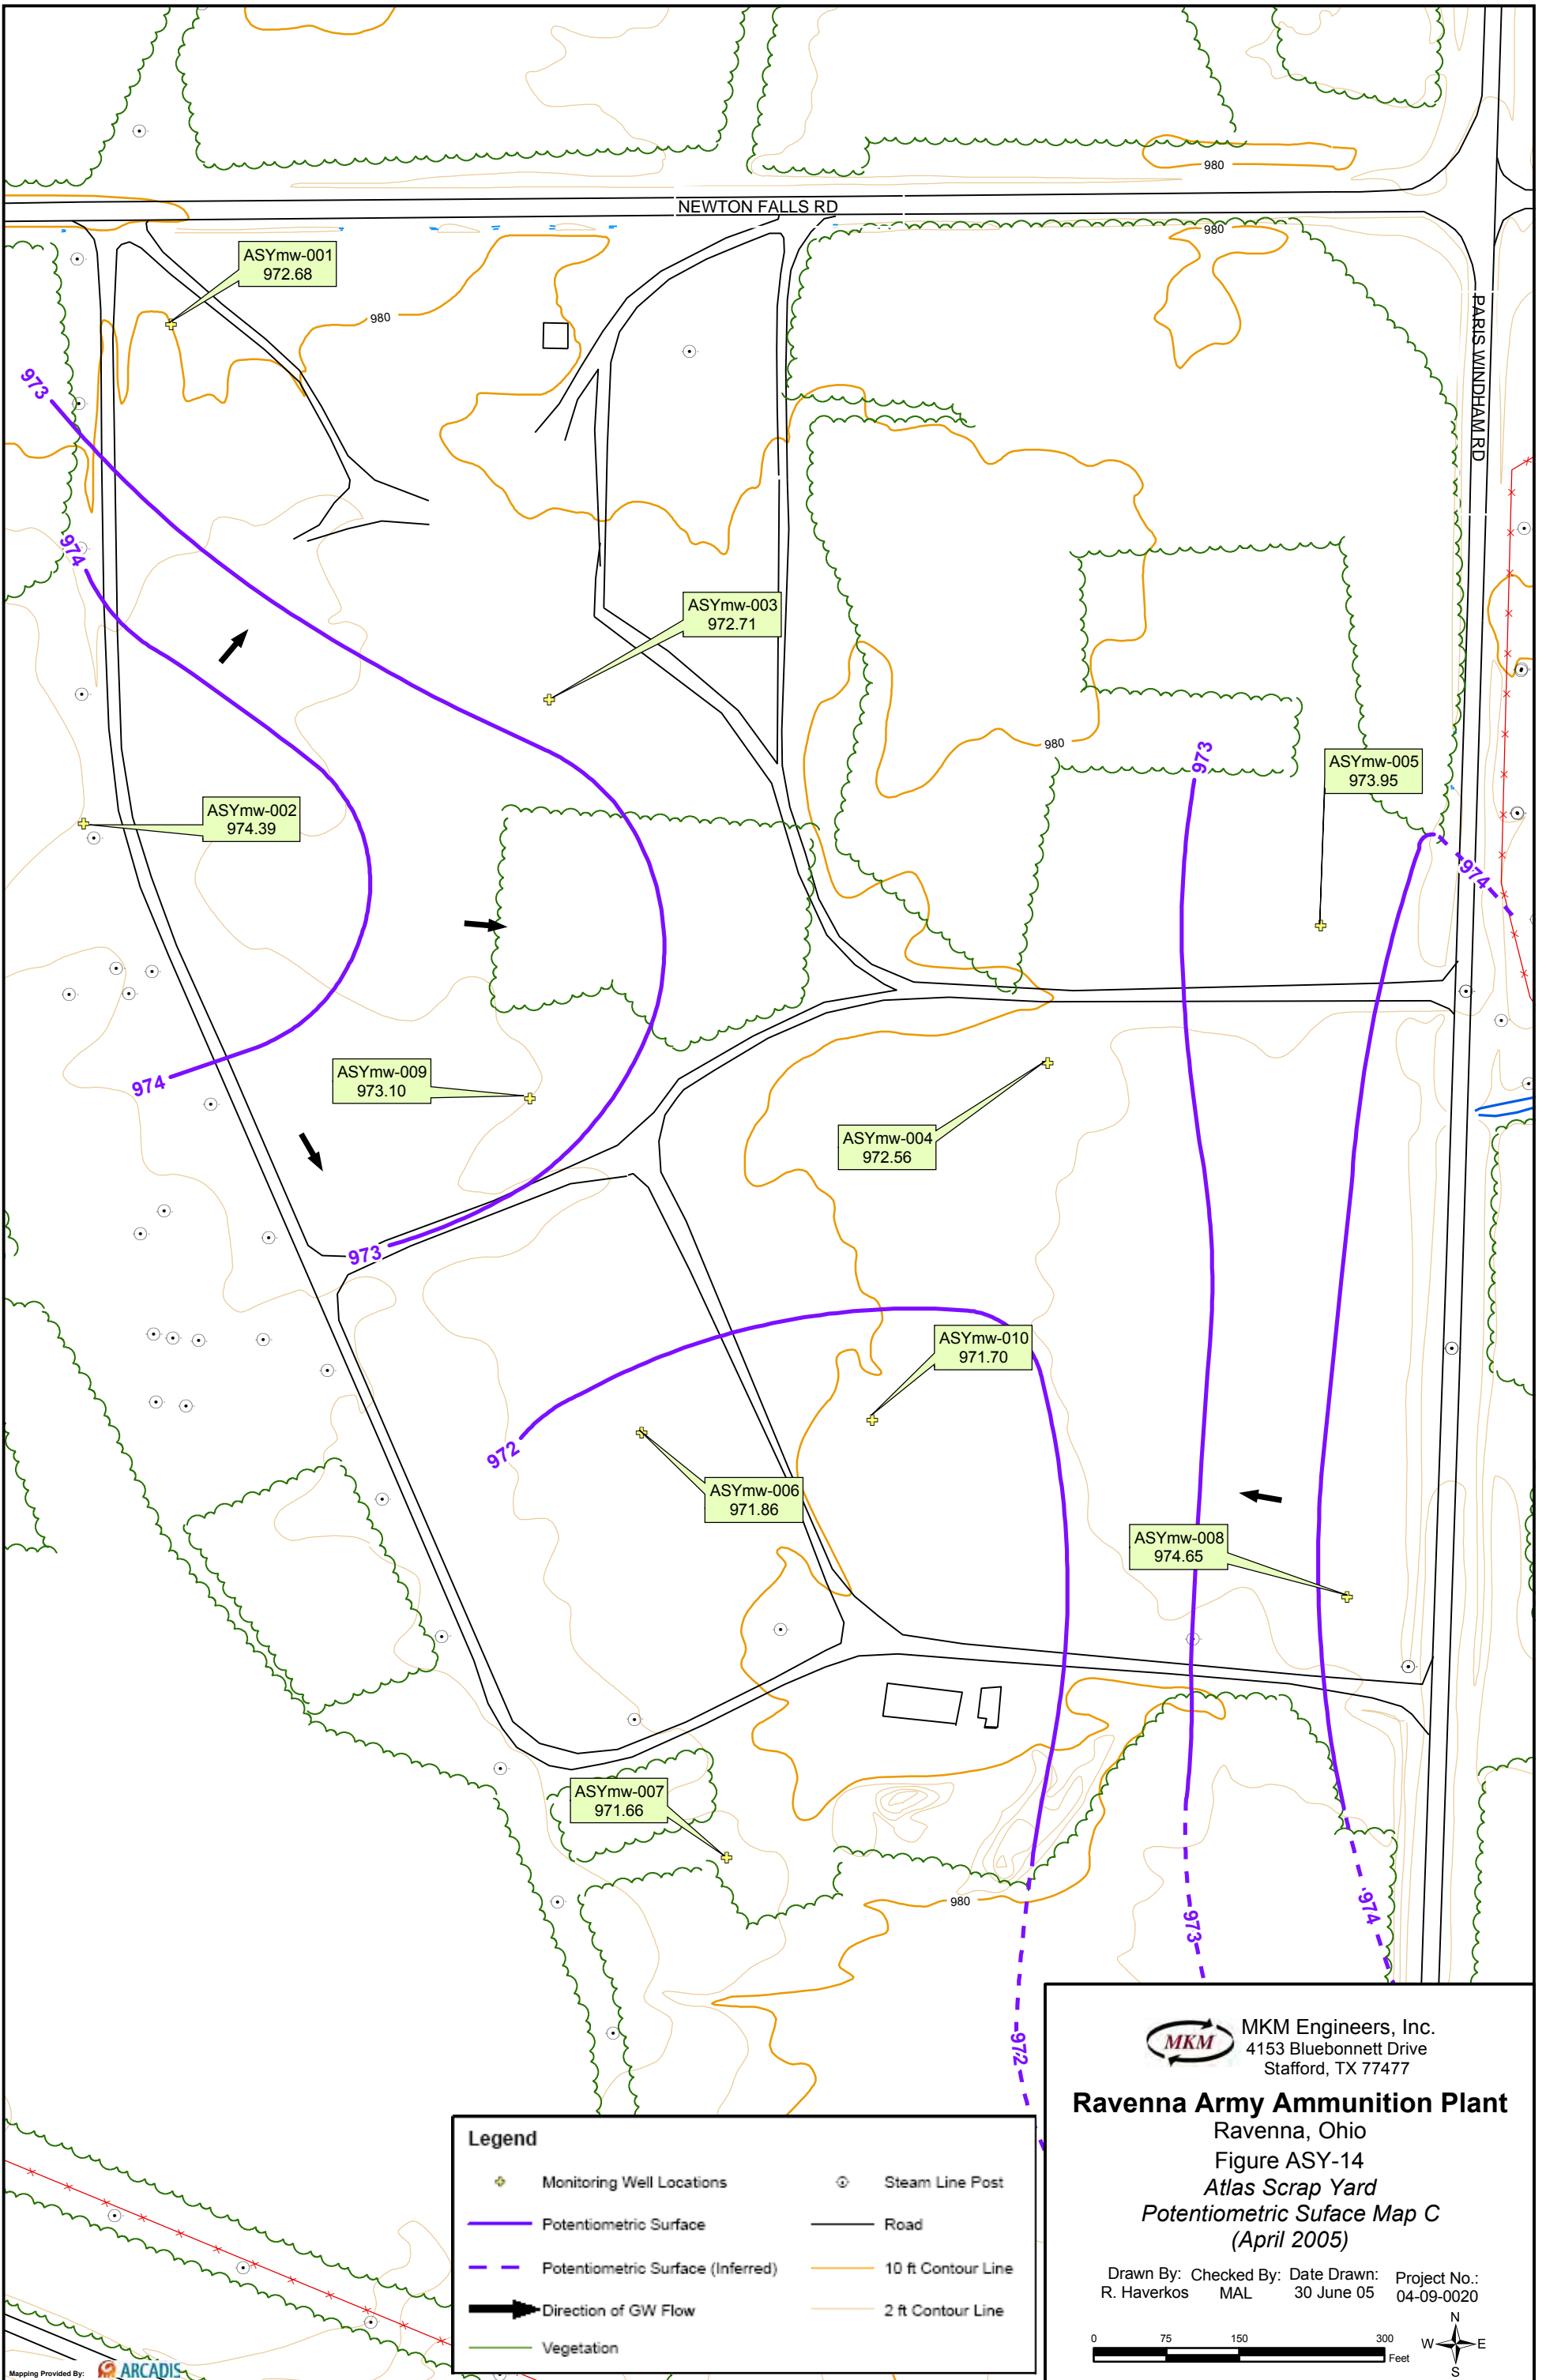 980
NEWTON FALLS RD
980
ASYmw-001
972.68
980
PARIS WINDHAM RD
973
974
ASYmw-003
972.71
980
973
ASYmw-005
973.95
ASYmw-002
974.39
974
974
ASYmw-009
973.10
ASYmw-004
972.56
973
ASYmw-010
971.70
972
ASYmw-006
971.86
ASYmw-008
974.65
ASYmw-007
971.66
980
974
973
972
MKM
MKM Engineers, Inc.
4153 Bluebonnett Drive
Stafford, TX 77477
Ravenna Army Ammunition Plant
Ravenna, Ohio
Figure ASY-14
Atlas Scrap Yard
Potentiometric Suface Map C
(April 2005)
Drawn By: Checked By: Date Drawn: Project No.:
R. Haverkos MAL 30 June 05 04-09-0020
0 75 150 300
Feet
N
W E
S
Legend
Monitoring Well Locations
Steam Line Post
Potentiometric Surface
Road
Potentiometric Surface (Inferred)
10 ft Contour Line
Direction of GW Flow
2 ft Contour Line
Vegetation
Mapping Provided By:
ARCADIS